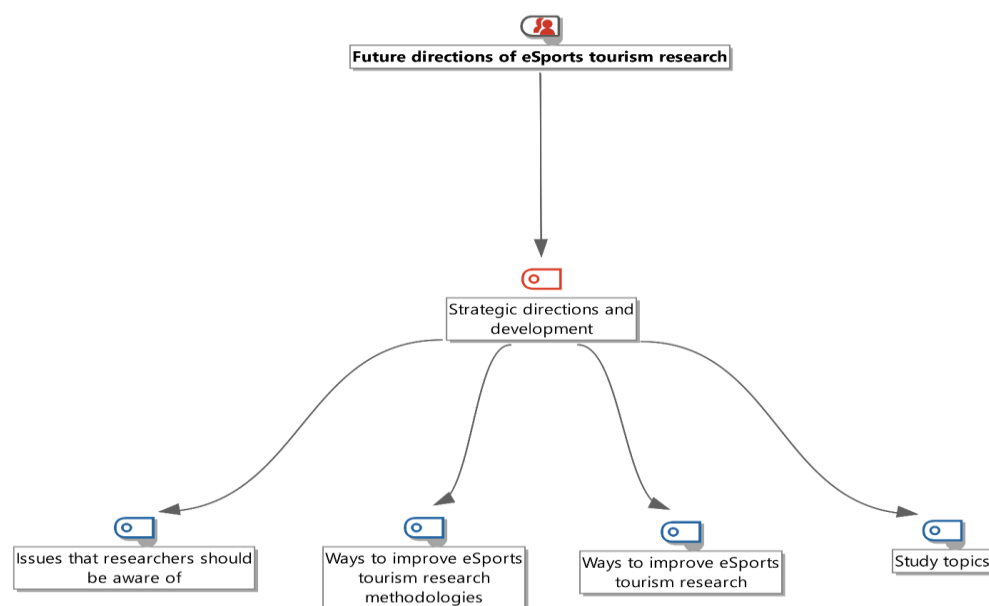 Future directions of eSports tourism research
Strategic directions and
development
Issues that researchers should
be aware of
Ways to improve eSports
tourism research
methodologies
Ways to improve eSports
tourism research
Study topics